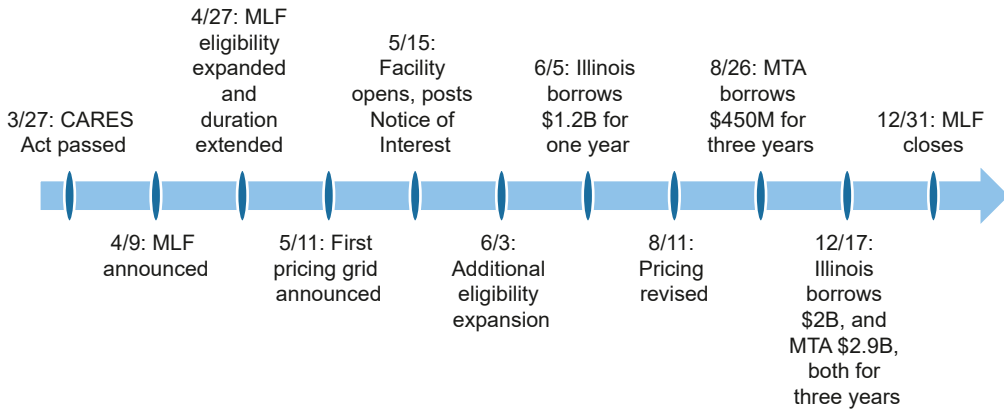 3/27: CARES
Act passed
4/9: MLF
announced
4/27: MLF
eligibility
expanded
and
duration
extended
5/11: First
pricing grid
announced
5/15:
Facility
opens, posts
Notice of
Interest
6/3:
Additional
eligibility
expansion
6/5: Illinois
borrows
$1.2B for
one year
8/11:
Pricing
revised
8/26: MTA
borrows
$450M for
three years
12/17:
Illinois
borrows
$2B, and
MTA $2.9B,
both for
three years
12/31: MLF
closes